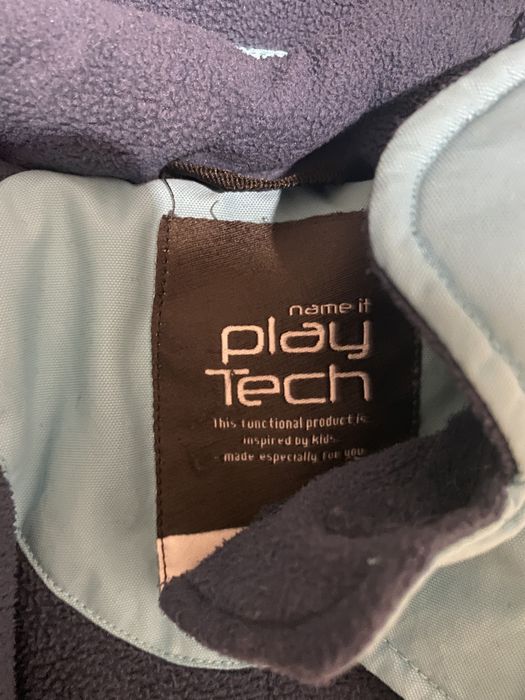 name it
play
Tech
This functional product is
inspired by kids
- made especially for you